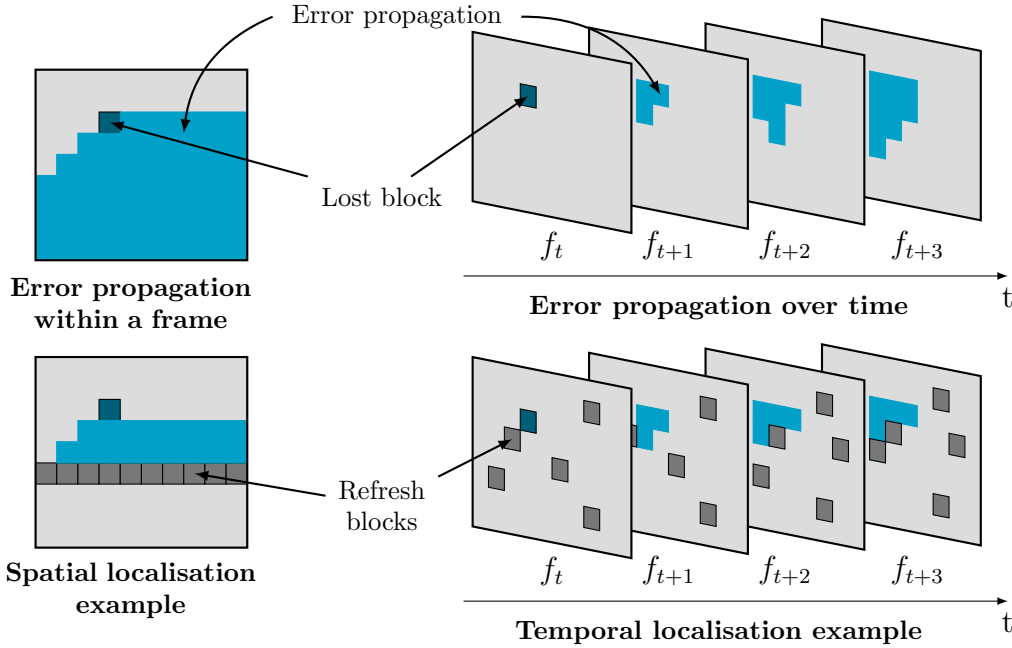 Error propagation
Lost block
Error propagation
within a frame
f_t
f_{t+1}
f_{t+2}
f_{t+3}
t
Error propagation over time
Refresh
blocks
Spatial localisation
example
f_t
f_{t+1}
f_{t+2}
f_{t+3}
t
Temporal localisation example